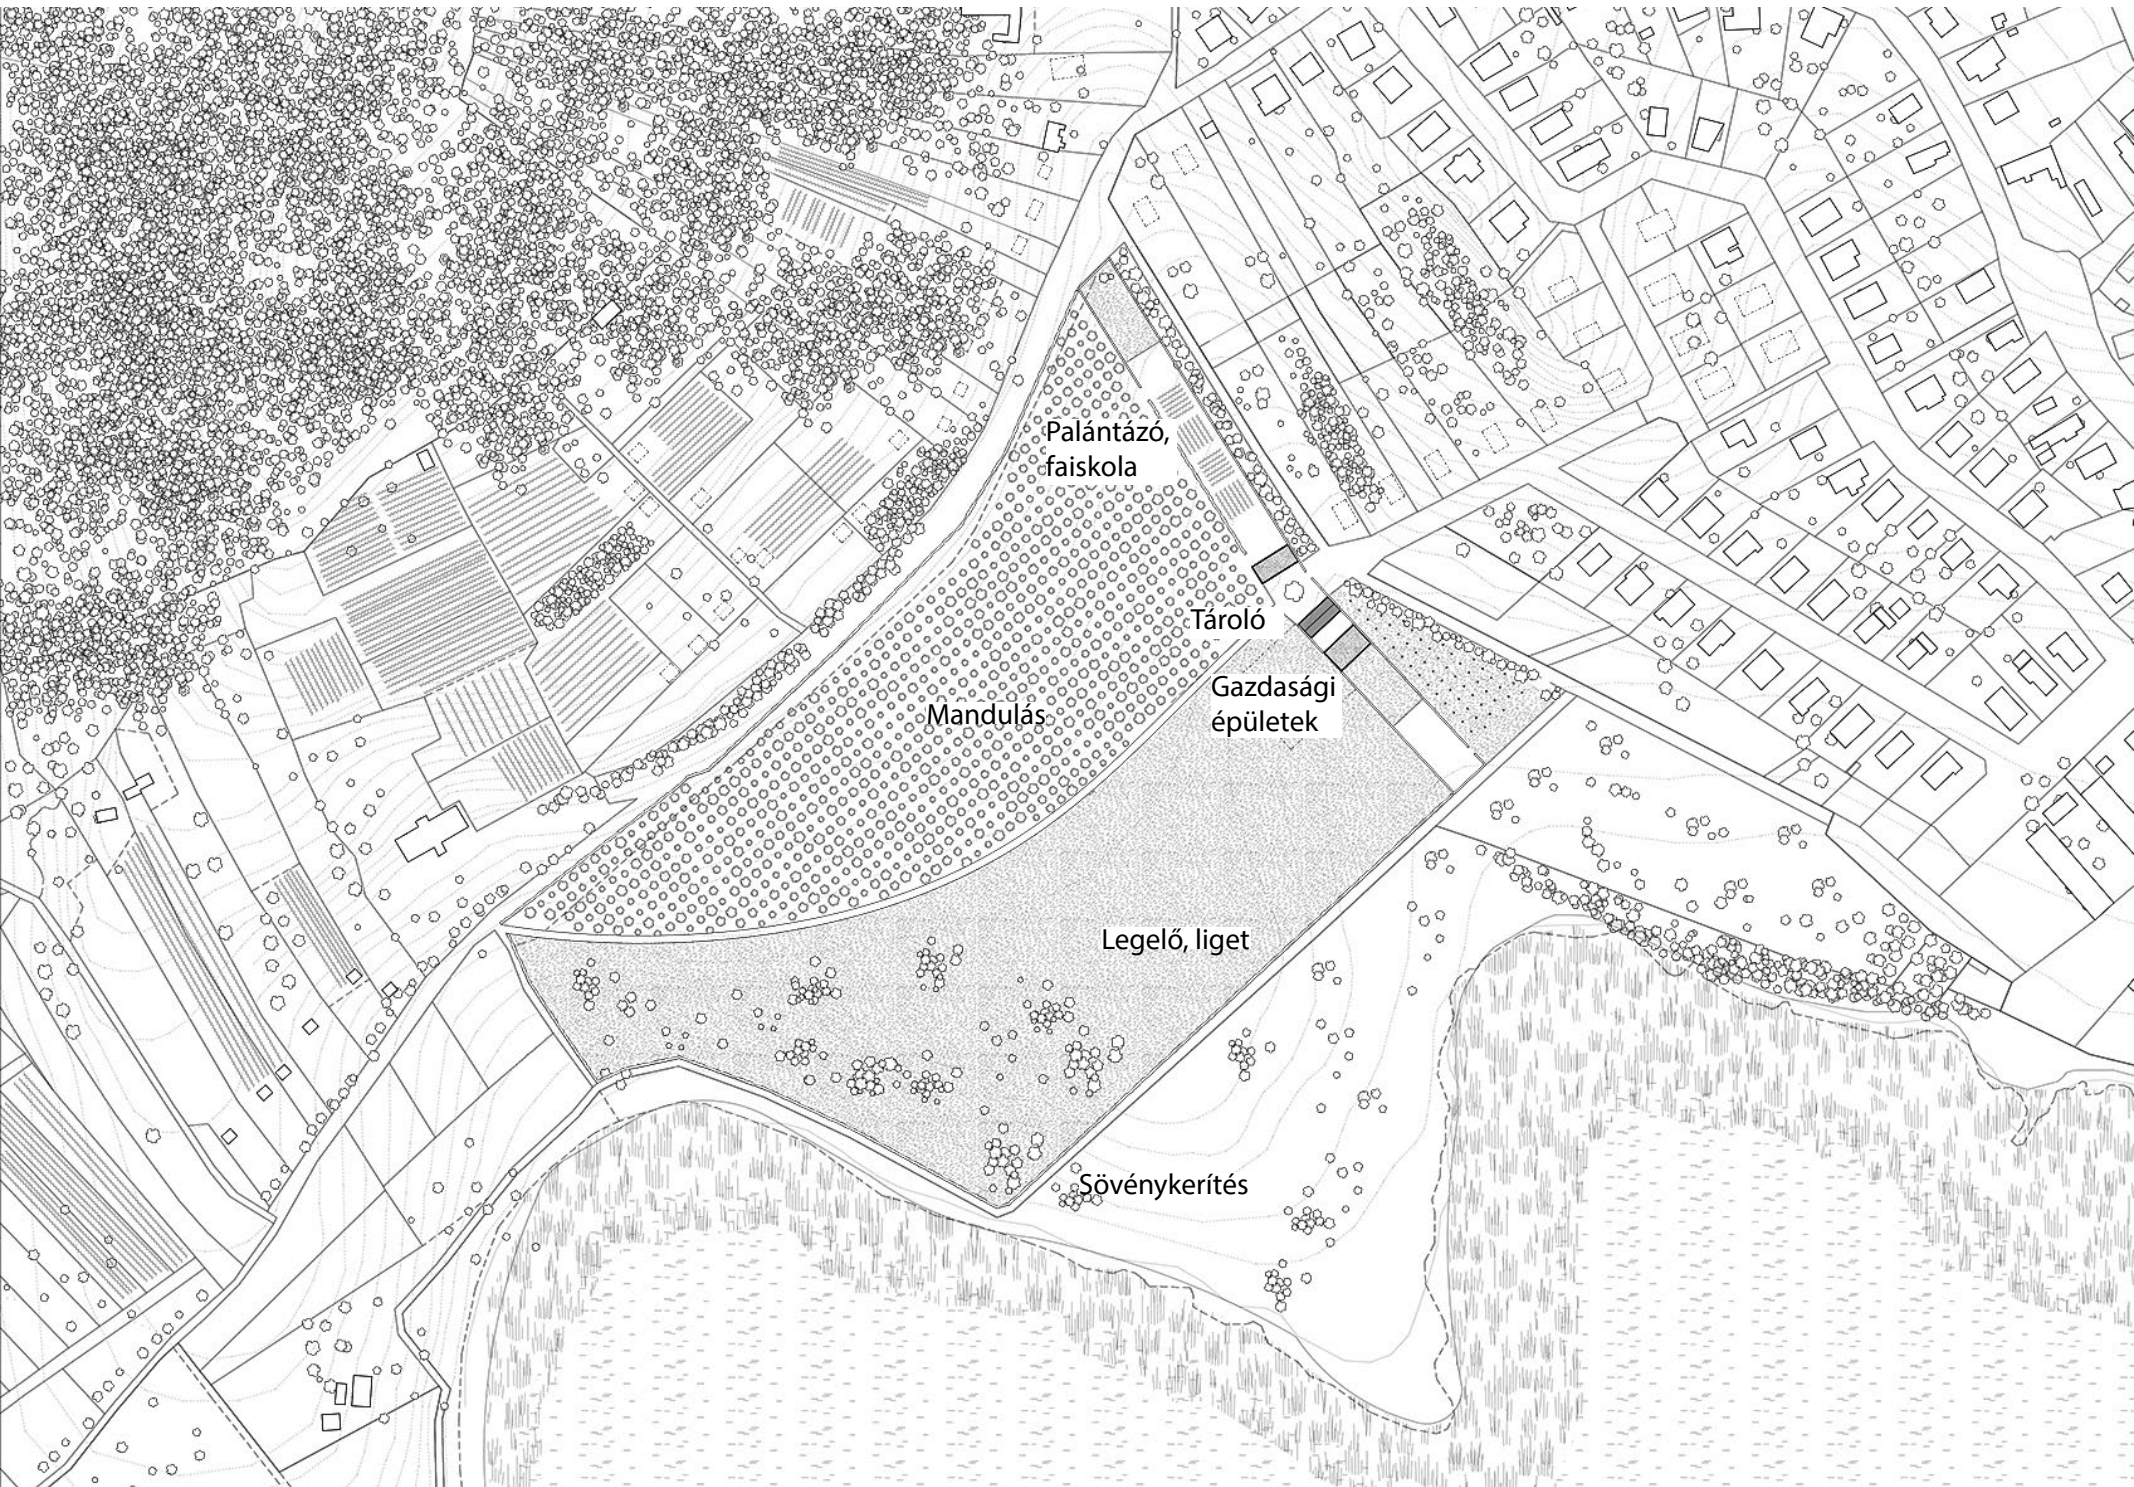 Palántázó,
faiskola
Tároló
Gazdasági
épületek
Mandulás
Legelő, liget
Sövénykerítés